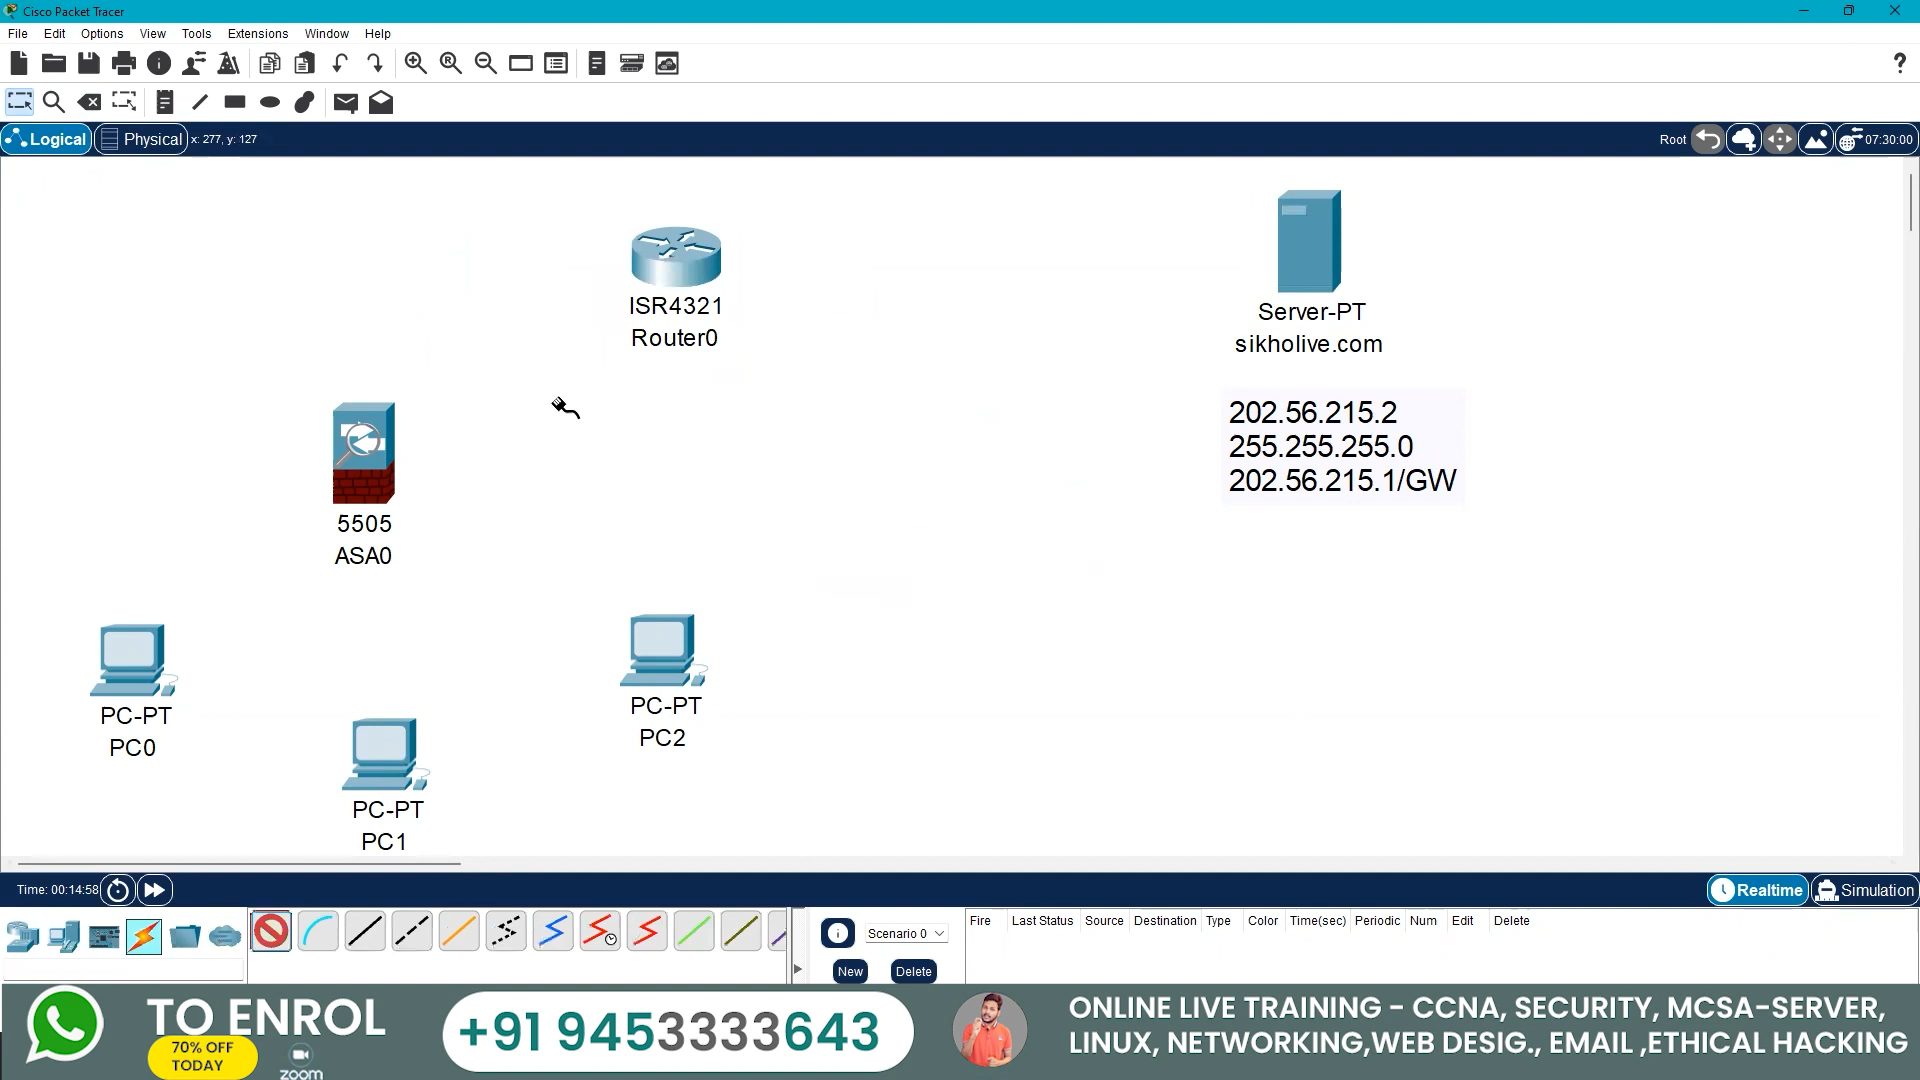 Cisco Packet Tracer
File Edit Options View Tools Extensions Window Help
Logical Physical x: 277, y: 127 Root 07:30:00
ISR4321
Router0
Server-PT
sikholive.com
202.56.215.2
255.255.255.0
202.56.215.1/GW
5505
ASA0
PC-PT
PC0
PC-PT
PC2
PC-PT
PC1
Time: 00:14:58 Realtime Simulation
Scenario 0
New Delete
Fire Last Status Source Destination Type Color Time(sec) Periodic Num Edit Delete
TO ENROL
70% OFF
TODAY
zoom
+91 9453333643
ONLINE LIVE TRAINING - CCNA, SECURITY, MCSA-SERVER,
LINUX, NETWORKING,WEB DESIG., EMAIL ,ETHICAL HACKING